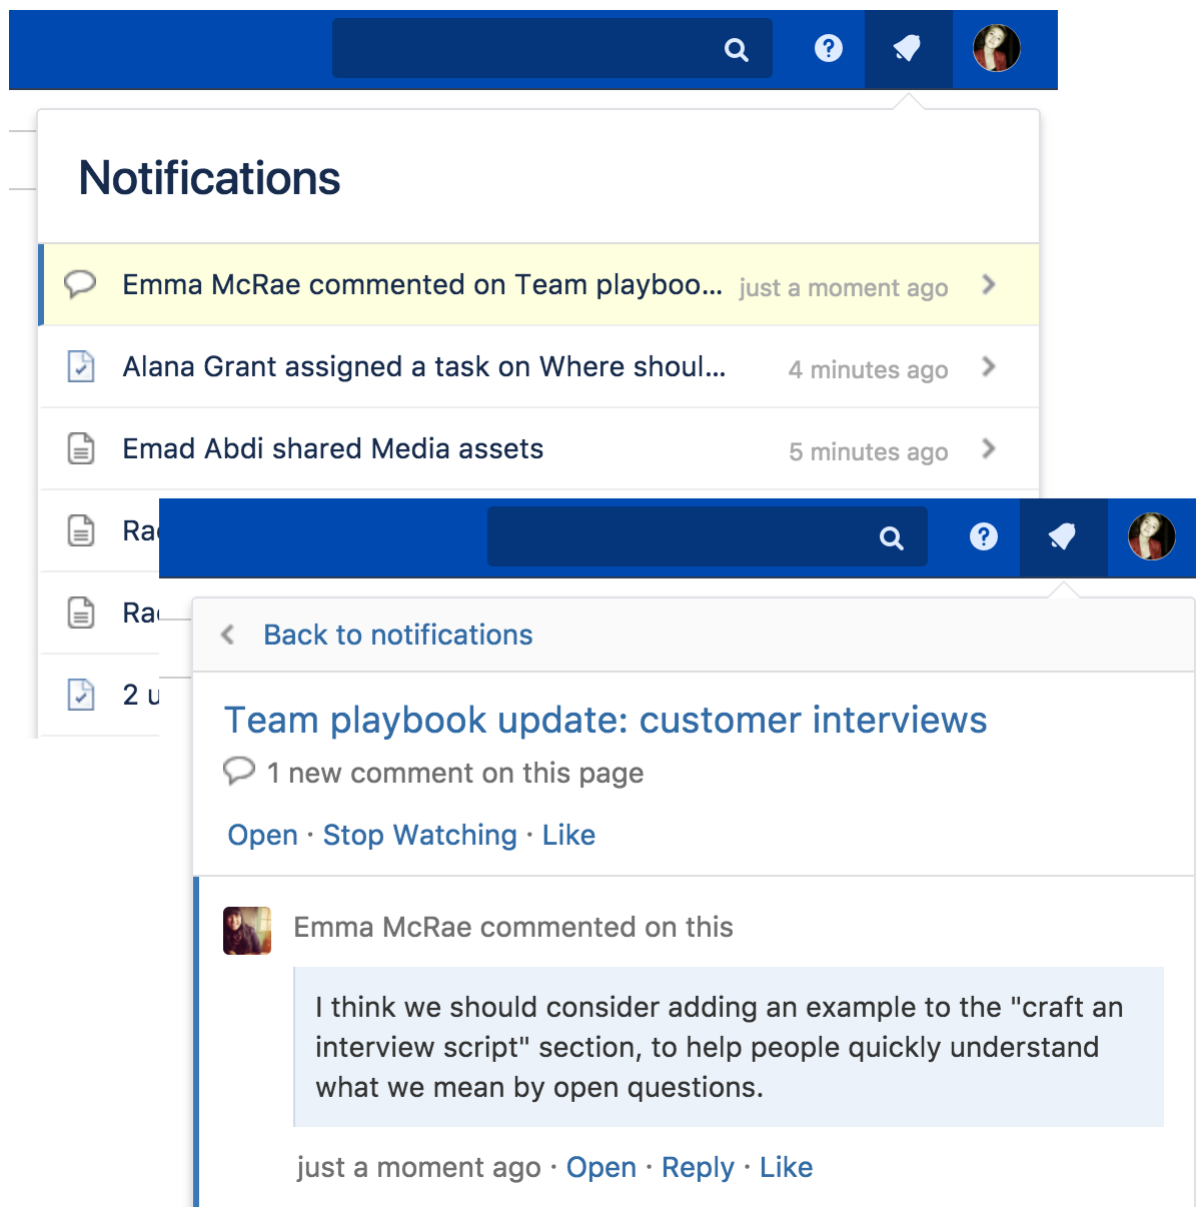 Notifications
Emma McRae commented on Team playboo... just a moment ago
Alana Grant assigned a task on Where shoul... 4 minutes ago
Emad Abdi shared Media assets 5 minutes ago
2
Back to notifications
Team playbook update: customer interviews
1 new comment on this page
Open · Stop Watching · Like
Emma McRae commented on this
I think we should consider adding an example to the "craft an
interview script" section, to help people quickly understand
what we mean by open questions.
just a moment ago · Open · Reply · Like